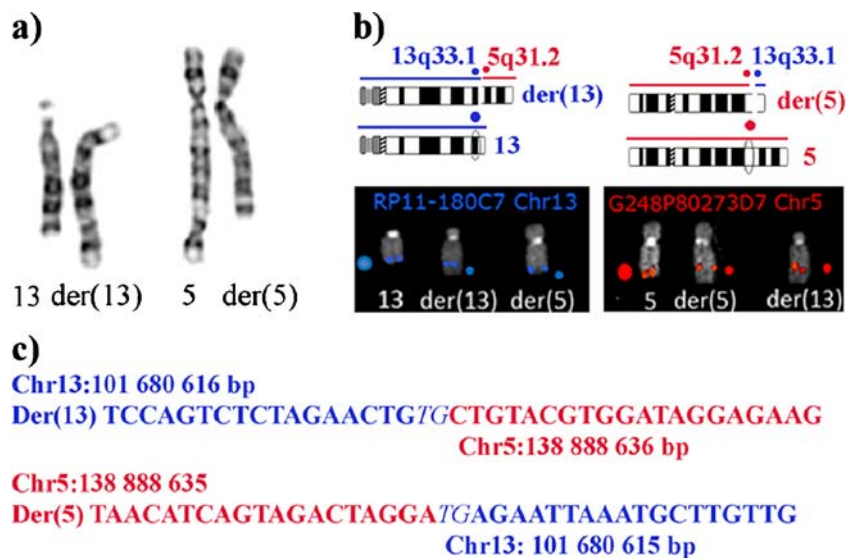 a)
13 der(13) 5 der(5)
b)
13q33.1 5q31.2
der(13)
13
5q31.2 13q33.1
der(5)
5
RP11-180C7 Chr13
13 der(13) der(5)
G248P80273D7 Chr5
5 der(5) der(13)
c)
Chr13:101 680 616 bp
Der(13) TCCAGTCTCTAGAACTGTGCTGTACGTGGATAGGAGAAG
Chr5:138 888 636 bp
Chr5:138 888 635
Der(5) TAACATCAGTAGACTAGGATGAGAATTAAATGCTTGTTG
Chr13: 101 680 615 bp